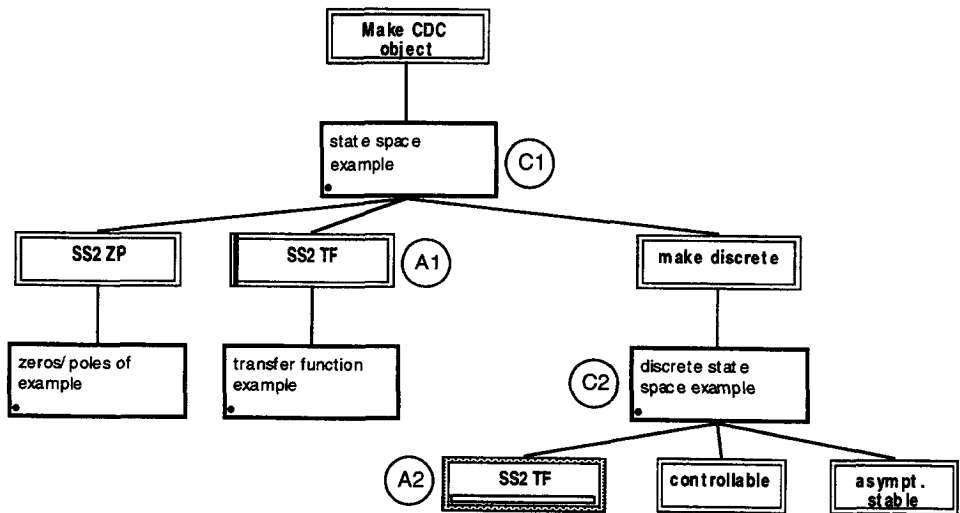 Make CDC
object
state space
example
C1
SS2 ZP
SS2 TF
A1
make discrete
zeros/ poles of
example
transfer function
example
C2
discrete state
space example
A2
SS2 TF
controllable
asympt.
stable